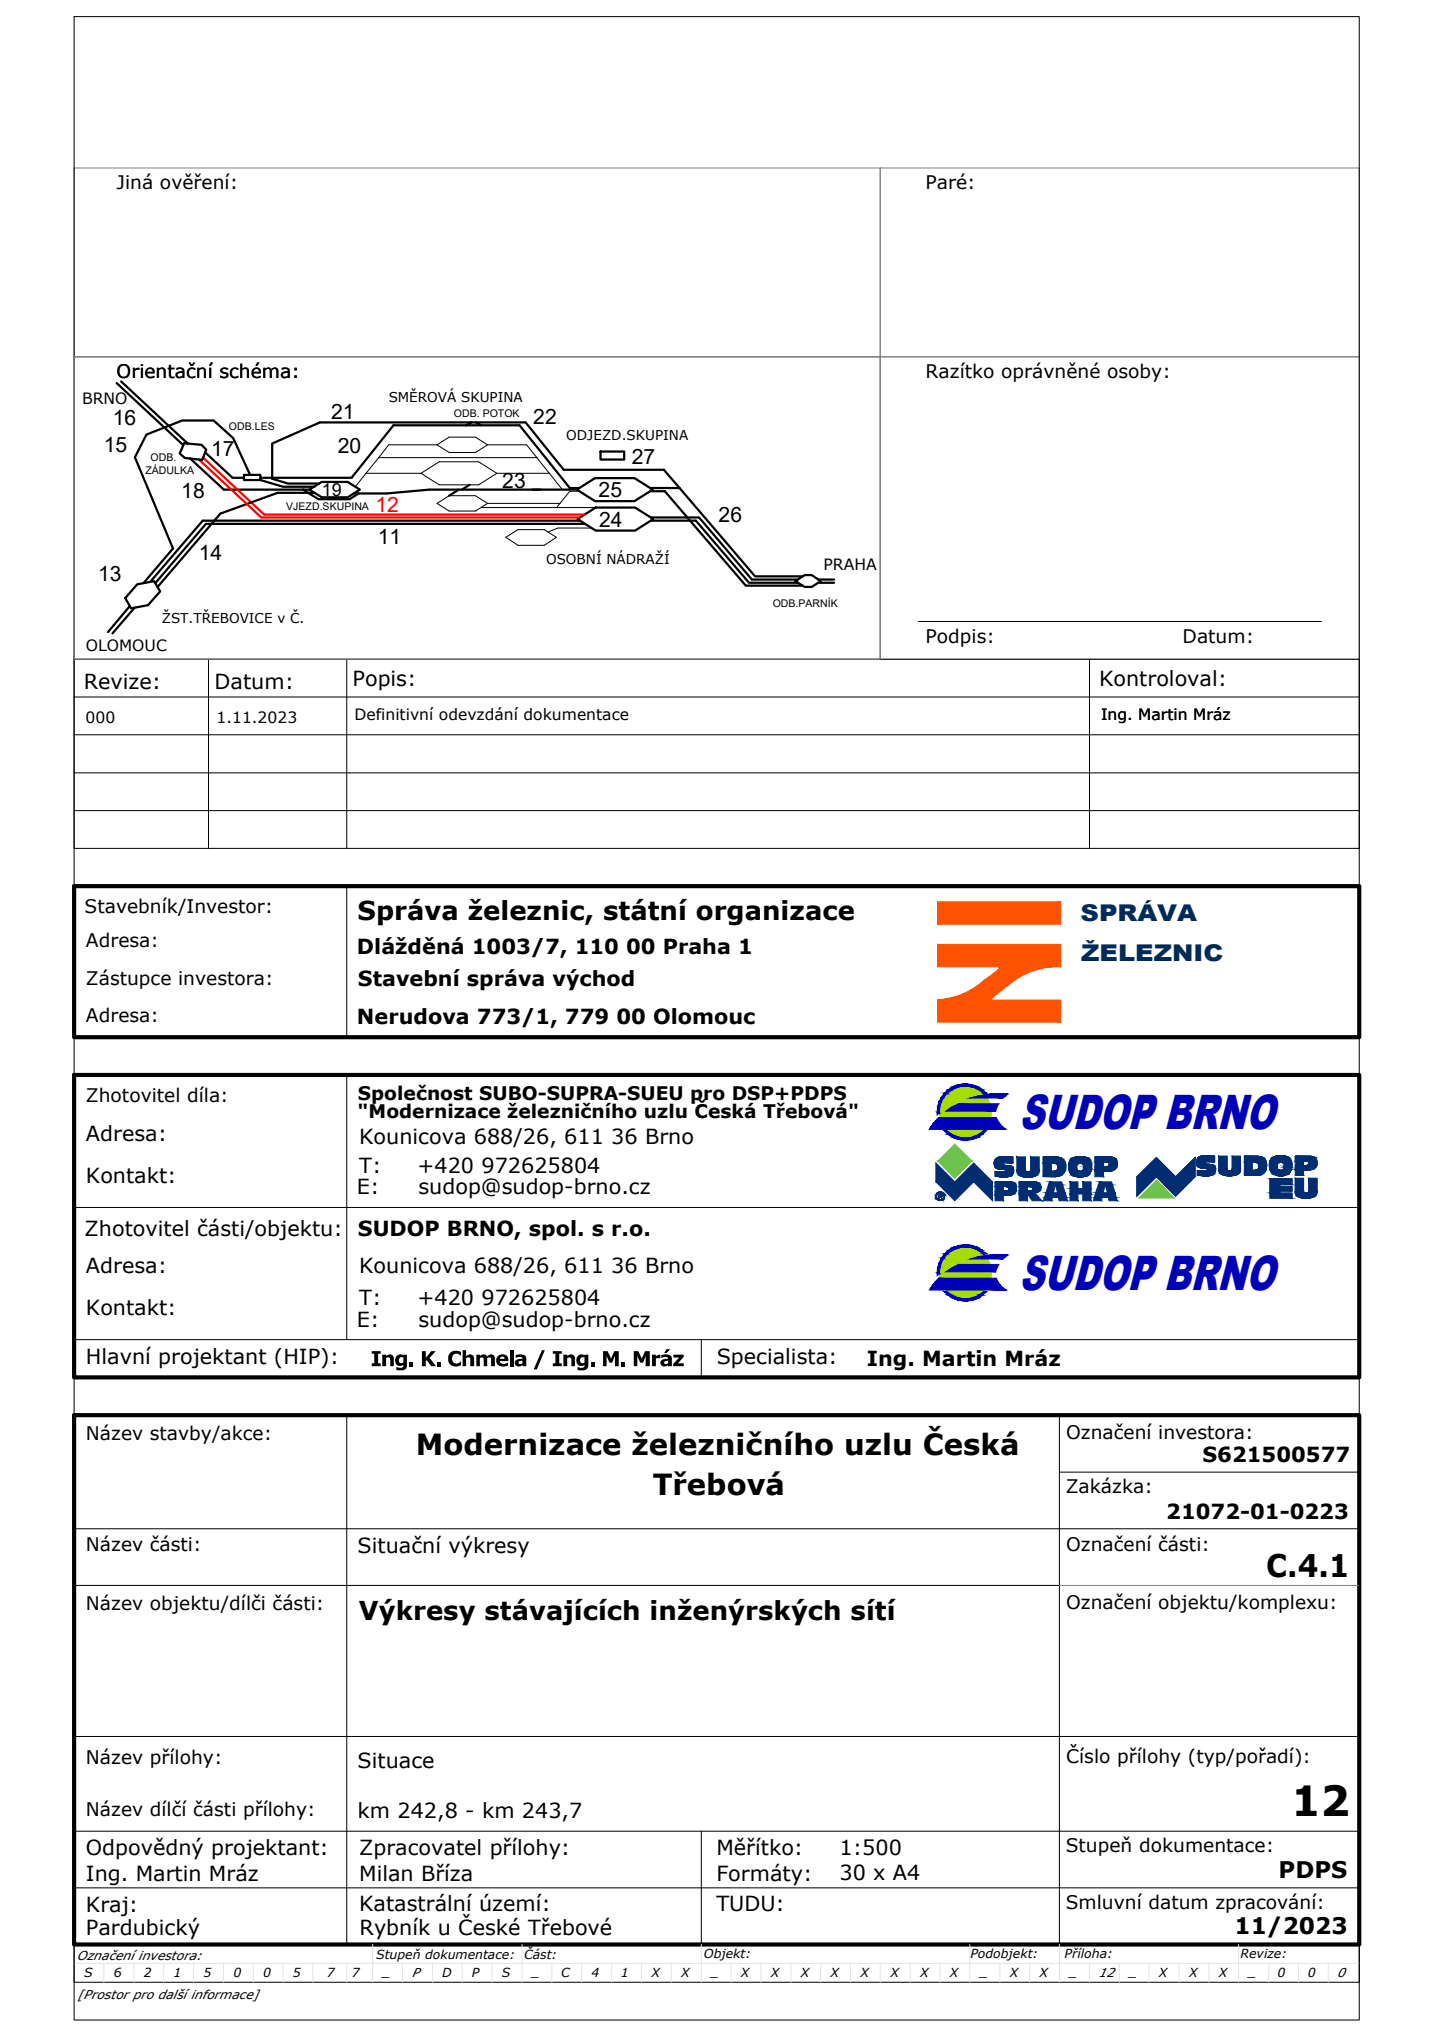 Jiná ověření:
Paré:
Orientační schéma:
Razítko oprávněné osoby:
BRNO
SMĚROVÁ SKUPINA
16
21
ODB. POTOK
22
ODB.LES
15
17
20
ODJEZD.SKUPINA
ODB.
ZÁDULKA
27
23
18
19
25
VJEZD.SKUPINA
12
24
26
11
14
OSOBNÍ NÁDRAŽÍ
PRAHA
13
ODB.PARNÍK
ŽST.TŘEBOVICE v Č.
OLOMOUC
Podpis:
Datum:
Revize:
Datum:
Popis:
Kontroloval:
000
1.11.2023
Definitivní odevzdání dokumentace
Ing. Martin Mráz
Stavebník/Investor:
Správa železnic, státní organizace
Adresa:
Dlážděná 1003/7, 110 00 Praha 1
Zástupce investora:
Stavební správa východ
Adresa:
Nerudova 773/1, 779 00 Olomouc
SPRÁVA
ŽELEZNIC
Zhotovitel díla:
Společnost SUBO-SUPRA-SUEU pro DSP+PDPS
"Modernizace železničního uzlu Česká Třebová"
Adresa:
Kounicova 688/26, 611 36 Brno
Kontakt:
T: +420 972625804
E: sudop@sudop-brno.cz
SUDOP BRNO
SUDOP
PRAHA
SUDOP
EU
Zhotovitel části/objektu:
SUDOP BRNO, spol. s r.o.
Adresa:
Kounicova 688/26, 611 36 Brno
Kontakt:
T: +420 972625804
E: sudop@sudop-brno.cz
SUDOP BRNO
Hlavní projektant (HIP):
Ing. K. Chmela / Ing. M. Mráz
Specialista:
Ing. Martin Mráz
Název stavby/akce:
Modernizace železničního uzlu Česká
Třebová
Označení investora:
S621500577
Zakázka:
21072-01-0223
Název části:
Situační výkresy
Označení části:
C.4.1
Název objektu/dílči části:
Výkresy stávajících inženýrských sítí
Označení objektu/komplexu:
Název přílohy:
Situace
Číslo přílohy (typ/pořadí):
12
Název dílčí části přílohy:
km 242,8 - km 243,7
Odpovědný projektant:
Ing. Martin Mráz
Zpracovatel přílohy:
Milan Bříza
Měřítko: 1:500
Formáty: 30 x A4
Stupeň dokumentace:
PDPS
Kraj:
Pardubický
Katastrální území:
Rybník u České Třebové
TUDU:
Smluvní datum zpracování:
11/2023
Označení investora: Stupeň dokumentace: Část: Objekt: Podobjekt: Příloha: Revize:
S 6 2 1 5 0 0 5 7 7 _ P D P S _ C 4 1 X X _ X X X X X X X X _ X X _ 12 _ X X X _ 0 0 0
[Prostor pro další informace]